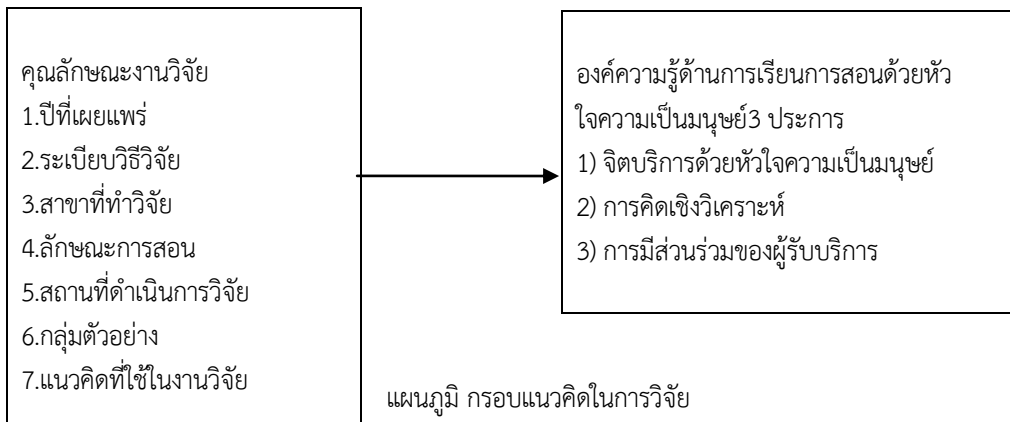 คุณลักษณะงานวิจัย
1.ปีที่เผยแพร่
2.ระเบียบวิธีวิจัย
3.สาขาที่ทำวิจัย
4.ลักษณะการสอน
5.สถานที่ดำเนินการวิจัย
6.กลุ่มตัวอย่าง
7.แนวคิดที่ใช้ในงานวิจัย
องค์ความรู้ด้านการเรียนการสอนด้วยหัว
ใจความเป็นมนุษย์3 ประการ
1) จิตบริการด้วยหัวใจความเป็นมนุษย์
2) การคิดเชิงวิเคราะห์
3) การมีส่วนร่วมของผู้รับบริการ
แผนภูมิ กรอบแนวคิดในการวิจัย